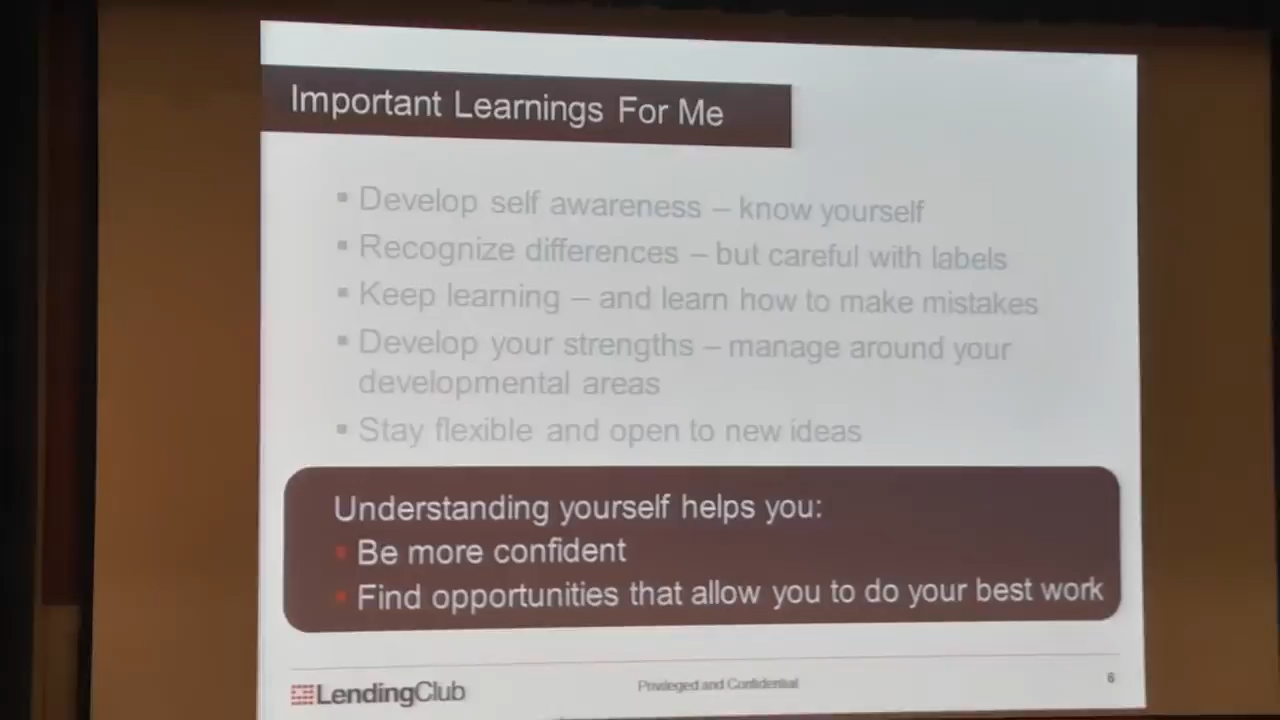 Important Learnings For Me
▪ Develop self awareness – know yourself
▪ Recognize differences – but careful with labels
▪ Keep learning – and learn how to make mistakes
▪ Develop your strengths – manage around your
developmental areas
▪ Stay flexible and open to new ideas
Understanding yourself helps you:
▪ Be more confident
▪ Find opportunities that allow you to do your best work
LendingClub
Privileged and Confidential
6